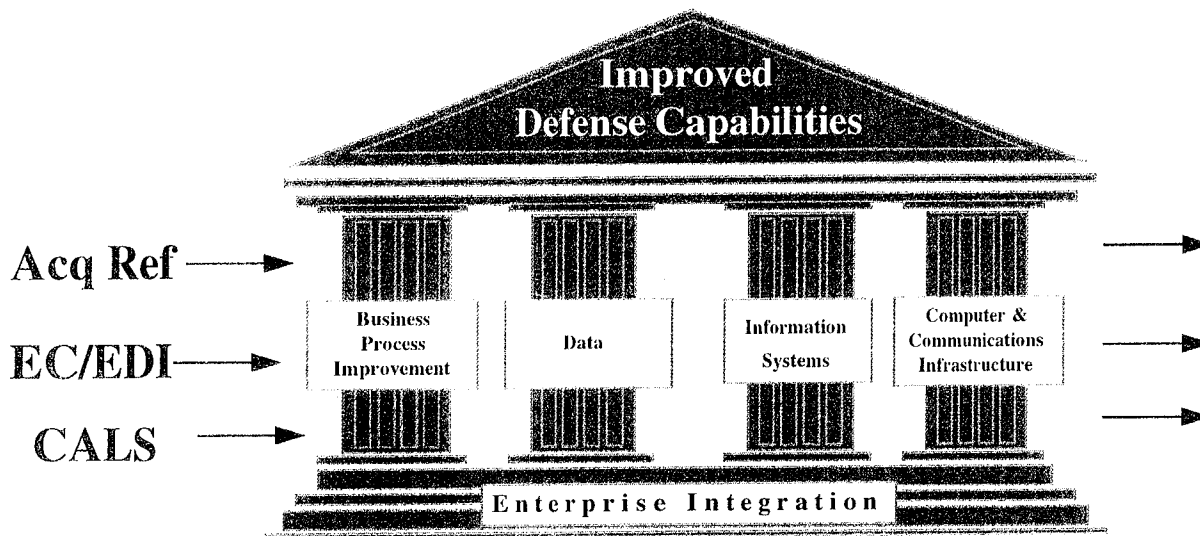 Improved
Defense Capabilities
Acq Ref
EC/EDI
CALS
Business
Process
Improvement
Data
Information
Systems
Computer &
Communications
Infrastructure
Enterprise Integration